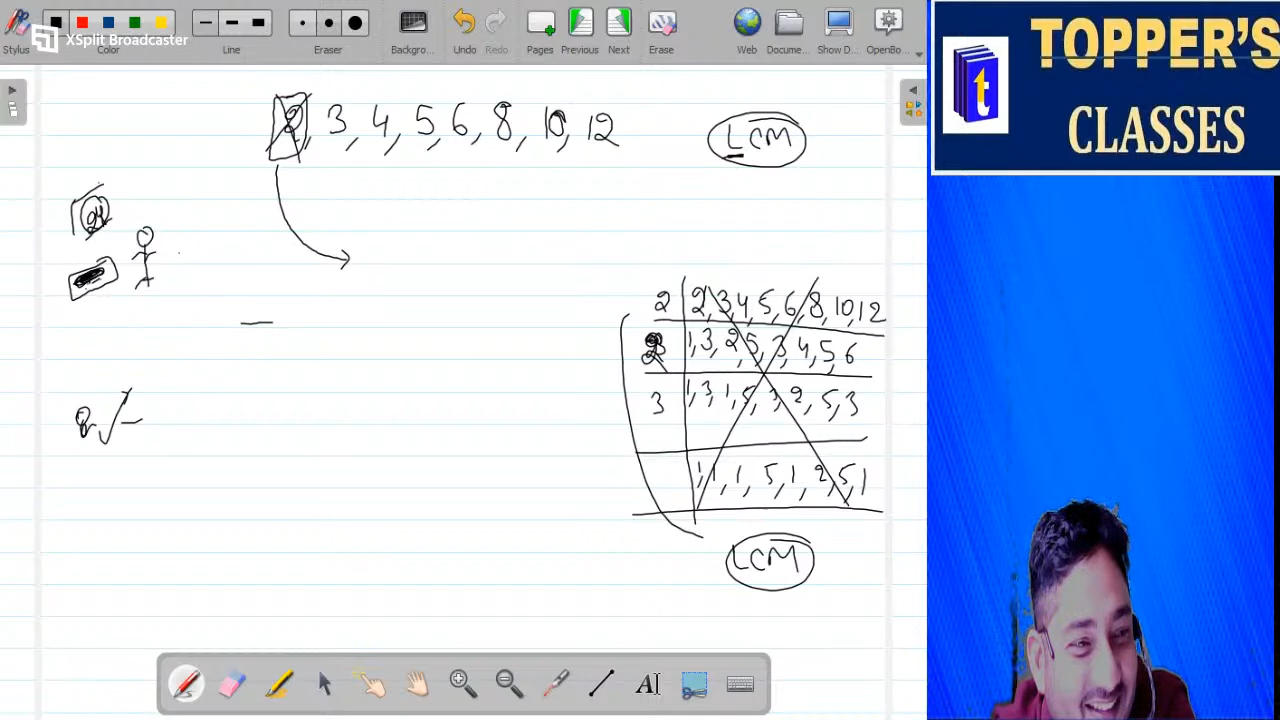 Stylus
Color
Line
Eraser
Backgro...
Undo
Redo
Pages
Previous
Next
Erase
Web
Docume...
Show D...
OpenBo...
XSplit Broadcaster
TOPPER'S
CLASSES
t
2, 3, 4, 5, 6, 8, 10, 12
LCM
24
2 2, 3, 4, 5, 6, 8, 10, 12
2 1, 3, 2, 5, 3, 4, 5, 6
3 1, 3, 1, 5, 3, 2, 5, 3
1, 1, 1, 5, 1, 2, 5, 1
LCM